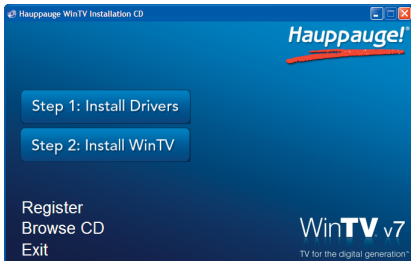 Hauppauge WinTV Installation CD
Hauppauge!®
Step 1: Install Drivers
Step 2: Install WinTV
Register
Browse CD
Exit
WinTV v7
TV for the digital generation™